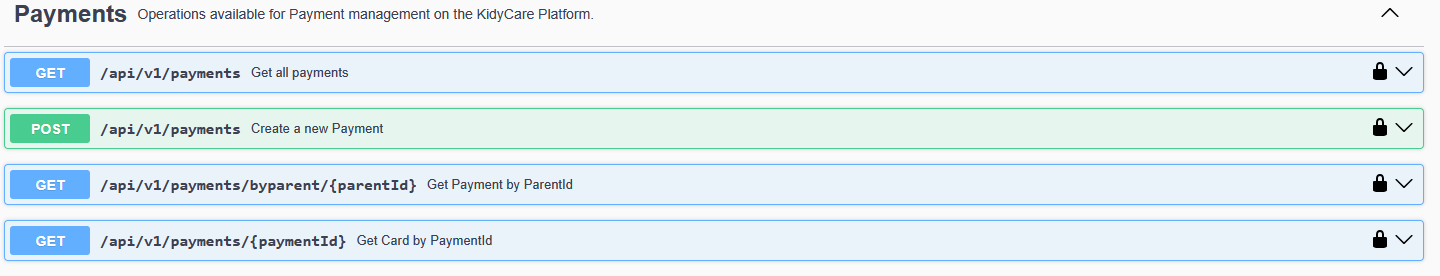 Payments Operations available for Payment management on the KidyCare Platform.
GET /api/v1/payments Get all payments
POST /api/v1/payments Create a new Payment
GET /api/v1/payments/byparent/{parentId} Get Payment by ParentId
GET /api/v1/payments/{paymentId} Get Card by PaymentId